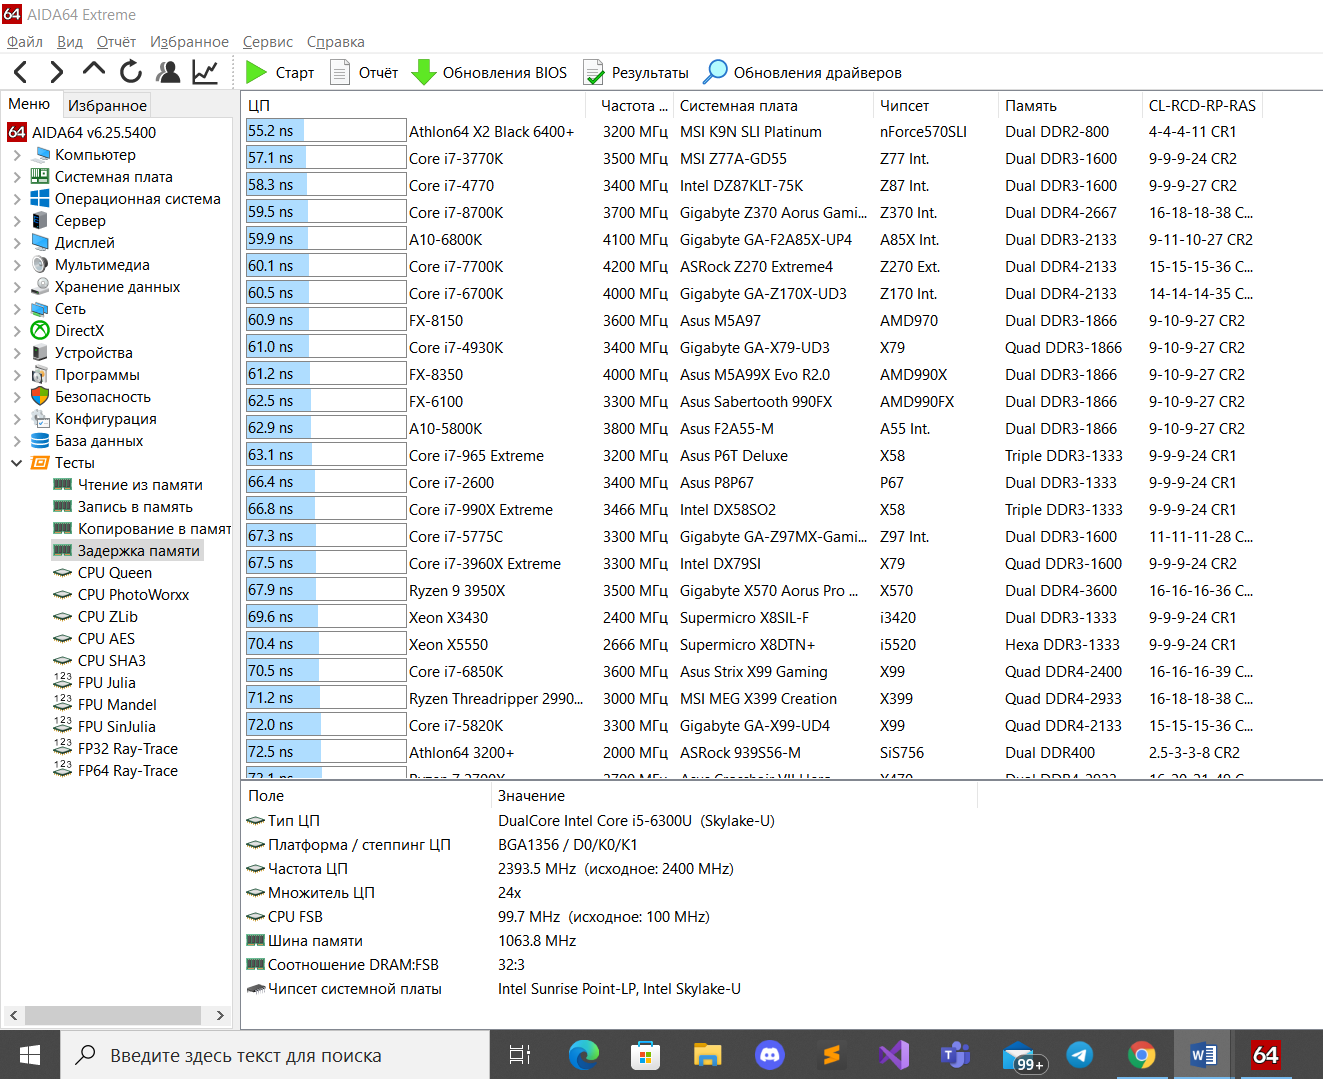 64 AIDA64 Extreme
Файл Вид Отчёт Избранное Сервис Справка
Старт Отчёт Обновления BIOS Результаты Обновления драйверов
Меню Избранное
64 AIDA64 v6.25.5400
Компьютер
Системная плата
Операционная система
Сервер
Дисплей
Мультимедиа
Хранение данных
Сеть
DirectX
Устройства
Программы
Безопасность
Конфигурация
База данных
Тесты
Чтение из памяти
Запись в память
Копирование в памят
Задержка памяти
CPU Queen
CPU PhotoWorxx
CPU ZLib
CPU AES
CPU SHA3
123 FPU Julia
123 FPU Mandel
123 FPU SinJulia
123 FP32 Ray-Trace
123 FP64 Ray-Trace
ЦП Частота ... Системная плата Чипсет Память CL-RCD-RP-RAS
55.2 ns Athlon64 X2 Black 6400+ 3200 МГц MSI K9N SLI Platinum nForce570SLI Dual DDR2-800 4-4-4-11 CR1
57.1 ns Core i7-3770K 3500 МГц MSI Z77A-GD55 Z77 Int. Dual DDR3-1600 9-9-9-24 CR2
58.3 ns Core i7-4770 3400 МГц Intel DZ87KLT-75K Z87 Int. Dual DDR3-1600 9-9-9-27 CR2
59.5 ns Core i7-8700K 3700 МГц Gigabyte Z370 Aorus Gami... Z370 Int. Dual DDR4-2667 16-18-18-38 C...
59.9 ns A10-6800K 4100 МГц Gigabyte GA-F2A85X-UP4 A85X Int. Dual DDR3-2133 9-11-10-27 CR2
60.1 ns Core i7-7700K 4200 МГц ASRock Z270 Extreme4 Z270 Ext. Dual DDR4-2133 15-15-15-36 C...
60.5 ns Core i7-6700K 4000 МГц Gigabyte GA-Z170X-UD3 Z170 Int. Dual DDR4-2133 14-14-14-35 C...
60.9 ns FX-8150 3600 МГц Asus M5A97 AMD970 Dual DDR3-1866 9-10-9-27 CR2
61.0 ns Core i7-4930K 3400 МГц Gigabyte GA-X79-UD3 X79 Quad DDR3-1866 9-10-9-27 CR2
61.2 ns FX-8350 4000 МГц Asus M5A99X Evo R2.0 AMD990X Dual DDR3-1866 9-10-9-27 CR2
62.5 ns FX-6100 3300 МГц Asus Sabertooth 990FX AMD990FX Dual DDR3-1866 9-10-9-27 CR2
62.9 ns A10-5800K 3800 МГц Asus F2A55-M A55 Int. Dual DDR3-1866 9-10-9-27 CR2
63.1 ns Core i7-965 Extreme 3200 МГц Asus P6T Deluxe X58 Triple DDR3-1333 9-9-9-24 CR1
66.4 ns Core i7-2600 3400 МГц Asus P8P67 P67 Dual DDR3-1333 9-9-9-24 CR1
66.8 ns Core i7-990X Extreme 3466 МГц Intel DX58SO2 X58 Triple DDR3-1333 9-9-9-24 CR1
67.3 ns Core i7-5775C 3300 МГц Gigabyte GA-Z97MX-Gami... Z97 Int. Dual DDR3-1600 11-11-11-28 C...
67.5 ns Core i7-3960X Extreme 3300 МГц Intel DX79SI X79 Quad DDR3-1600 9-9-9-24 CR2
67.9 ns Ryzen 9 3950X 3500 МГц Gigabyte X570 Aorus Pro ... X570 Dual DDR4-3600 16-16-16-36 C...
69.6 ns Xeon X3430 2400 МГц Supermicro X8SIL-F i3420 Dual DDR3-1333 9-9-9-24 CR1
70.4 ns Xeon X5550 2666 МГц Supermicro X8DTN+ i5520 Hexa DDR3-1333 9-9-9-24 CR1
70.5 ns Core i7-6850K 3600 МГц Asus Strix X99 Gaming X99 Quad DDR4-2400 16-16-16-39 C...
71.2 ns Ryzen Threadripper 2990... 3000 МГц MSI MEG X399 Creation X399 Quad DDR4-2933 16-18-18-38 C...
72.0 ns Core i7-5820K 3300 МГц Gigabyte GA-X99-UD4 X99 Quad DDR4-2133 15-15-15-36 C...
72.5 ns Athlon64 3200+ 2000 МГц ASRock 939S56-M SiS756 Dual DDR400 2.5-3-3-8 CR2
Поле Значение
Тип ЦП DualCore Intel Core i5-6300U (Skylake-U)
Платформа / степпинг ЦП BGA1356 / D0/K0/K1
Частота ЦП 2393.5 MHz (исходное: 2400 MHz)
Множитель ЦП 24x
CPU FSB 99.7 MHz (исходное: 100 MHz)
Шина памяти 1063.8 MHz
Соотношение DRAM:FSB 32:3
Чипсет системной платы Intel Sunrise Point-LP, Intel Skylake-U
Введите здесь текст для поиска 99+ 64